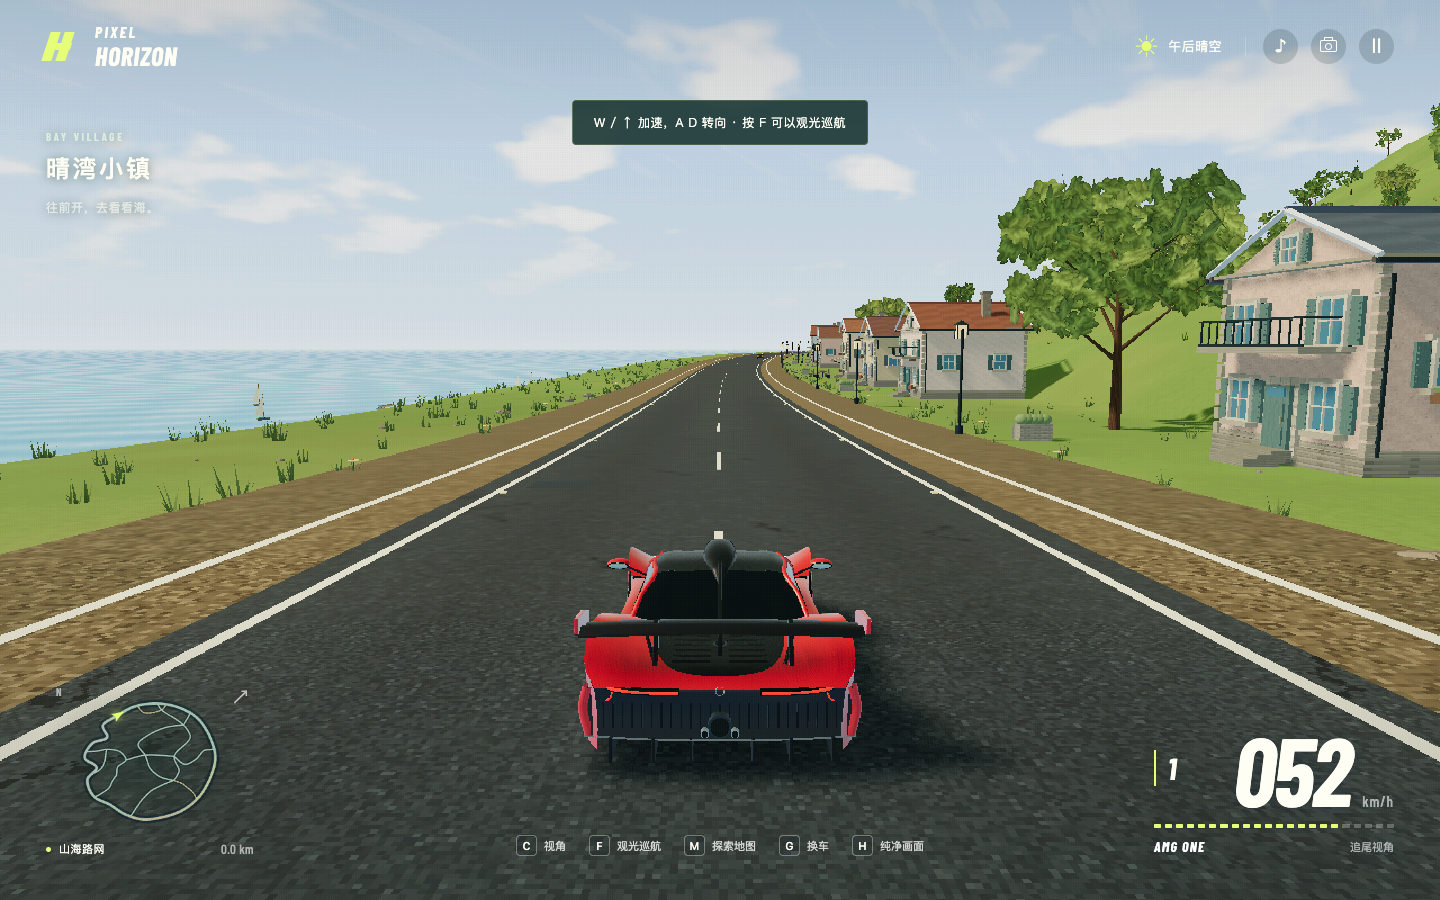 PIXEL
HORIZON
午后晴空
W / ↑ 加速，A D 转向 · 按 F 可以观光巡航
BAY VILLAGE
晴湾小镇
往前开，去看看海。
N
山海路网
0.0 km
C 视角 F 观光巡航 M 探索地图 G 换车 H 纯净画面
1
052
km/h
AMG ONE
追尾视角